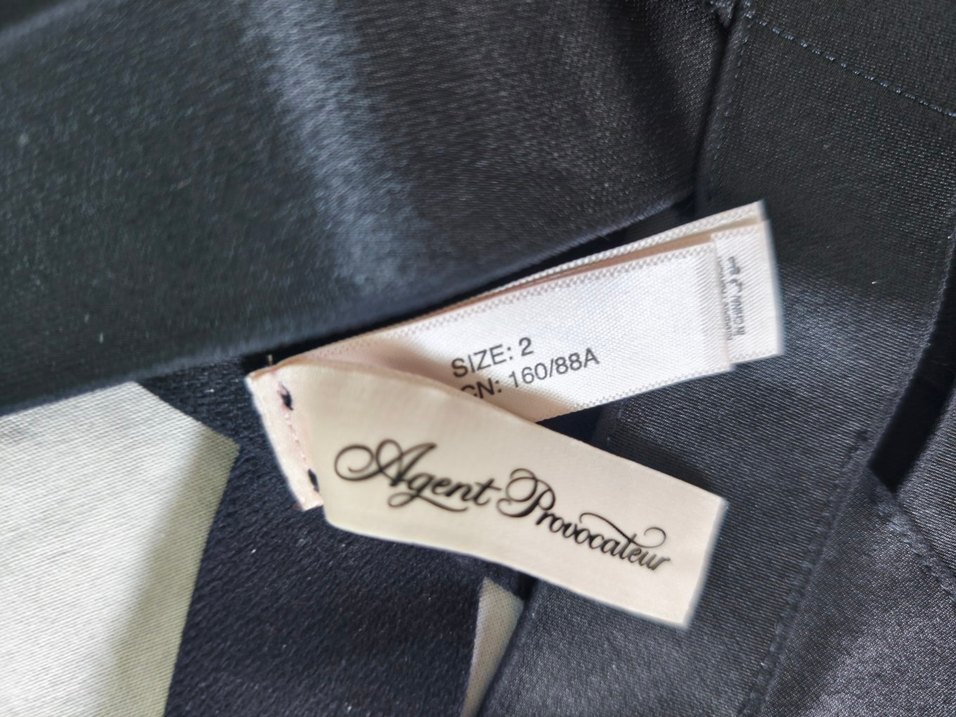 SIZE: 2
CN: 160/88A
Agent Provocateur